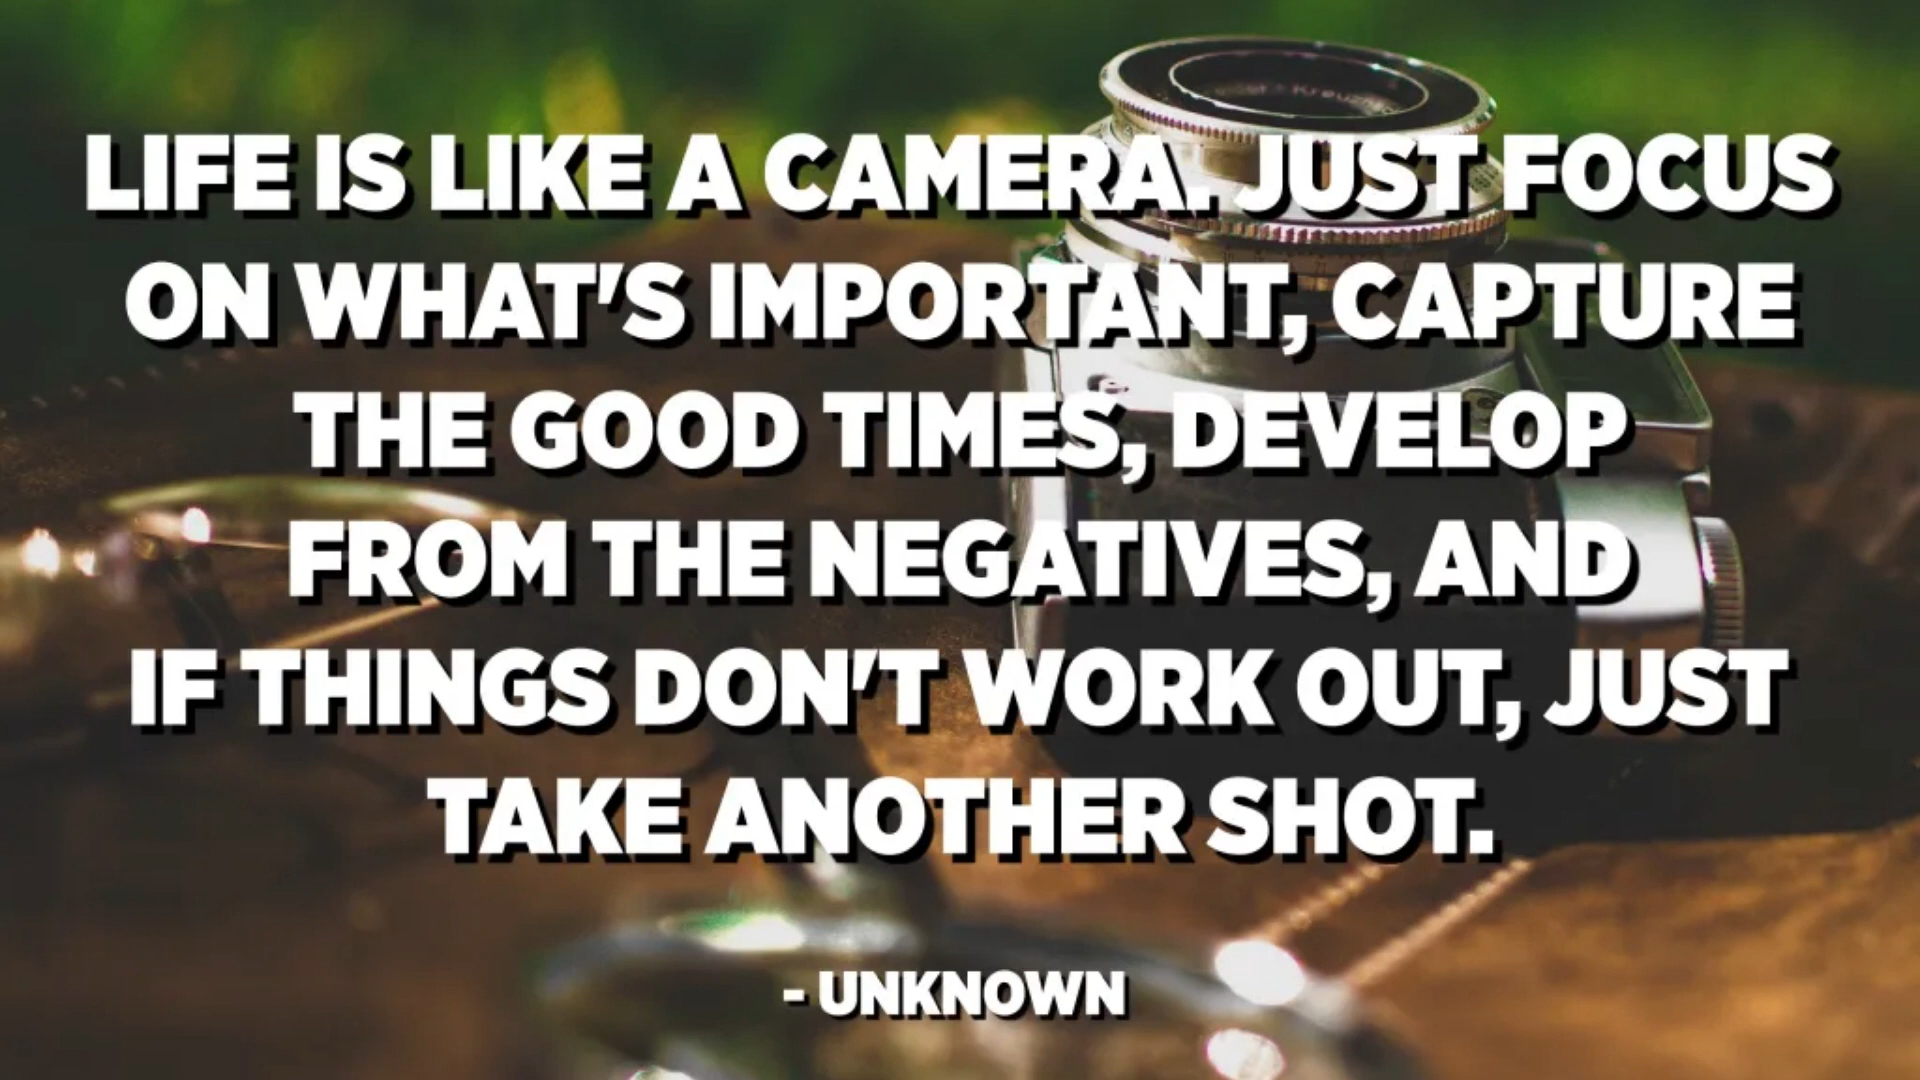 LIFE IS LIKE A CAMERA. JUST FOCUS
ON WHAT'S IMPORTANT, CAPTURE
THE GOOD TIMES, DEVELOP
FROM THE NEGATIVES, AND
IF THINGS DON'T WORK OUT, JUST
TAKE ANOTHER SHOT.
- UNKNOWN